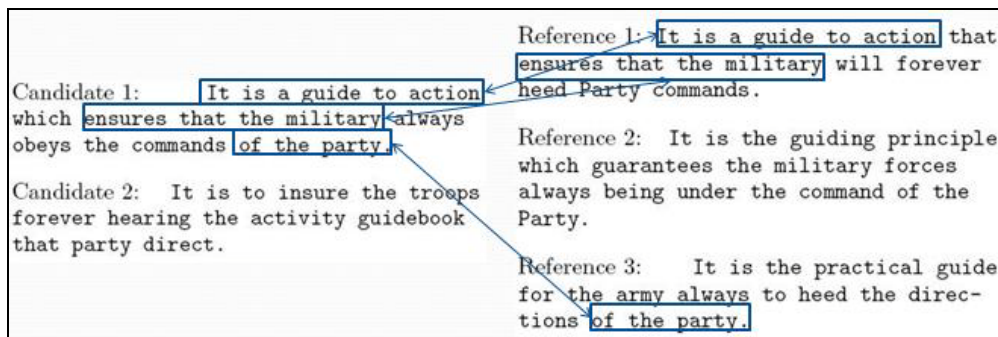 Candidate 1: It is a guide to action
which ensures that the military always
obeys the commands of the party.
Candidate 2: It is to insure the troops
forever hearing the activity guidebook
that party direct.
Reference 1: It is a guide to action that
ensures that the military will forever
heed Party commands.
Reference 2: It is the guiding principle
which guarantees the military forces
always being under the command of the
Party.
Reference 3: It is the practical guide
for the army always to heed the direc-
tions of the party.